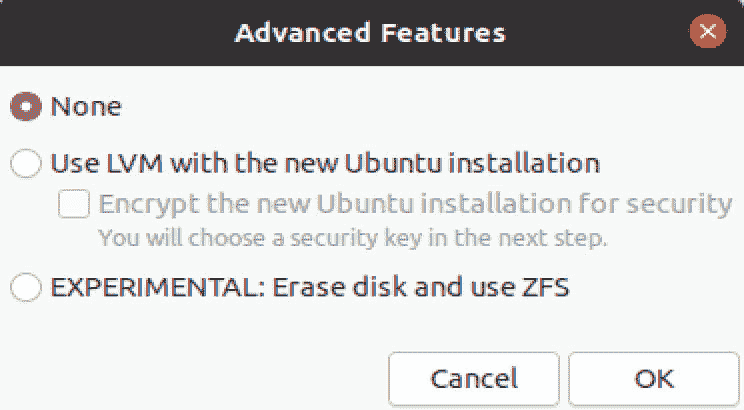 Advanced Features
None
Use LVM with the new Ubuntu installation
Encrypt the new Ubuntu installation for security
You will choose a security key in the next step.
EXPERIMENTAL: Erase disk and use ZFS
Cancel OK